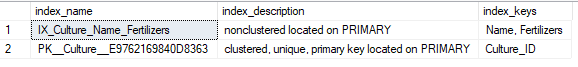 index_name index_description index_keys
1 IX_Culture_Name_Fertilizers nonclustered located on PRIMARY Name, Fertilizers
2 PK__Culture__E9762169840D8363 clustered, unique, primary key located on PRIMARY Culture_ID